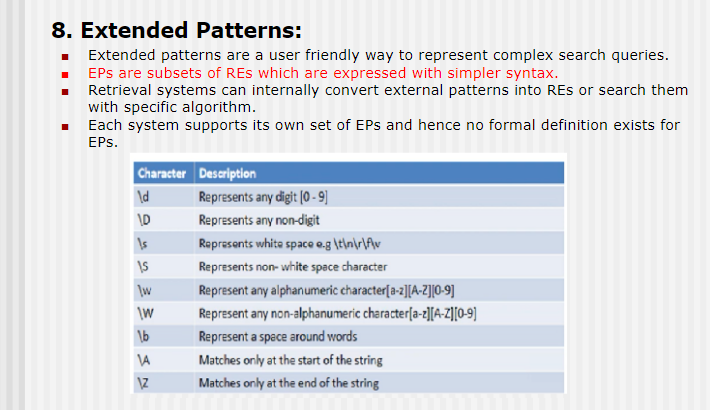 8. Extended Patterns:
Extended patterns are a user friendly way to represent complex search queries.
EPs are subsets of REs which are expressed with simpler syntax.
Retrieval systems can internally convert external patterns into REs or search them
with specific algorithm.
Each system supports its own set of EPs and hence no formal definition exists for
EPs.
Character Description
\d Represents any digit [0 - 9]
\D Represents any non-digit
\s Represents white space e.g \t\n\r\f\v
\S Represents non- white space character
\w Represent any alphanumeric character[a-z][A-Z][0-9]
\W Represent any non-alphanumeric character[a-z][A-Z][0-9]
\b Represent a space around words
\A Matches only at the start of the string
\Z Matches only at the end of the string